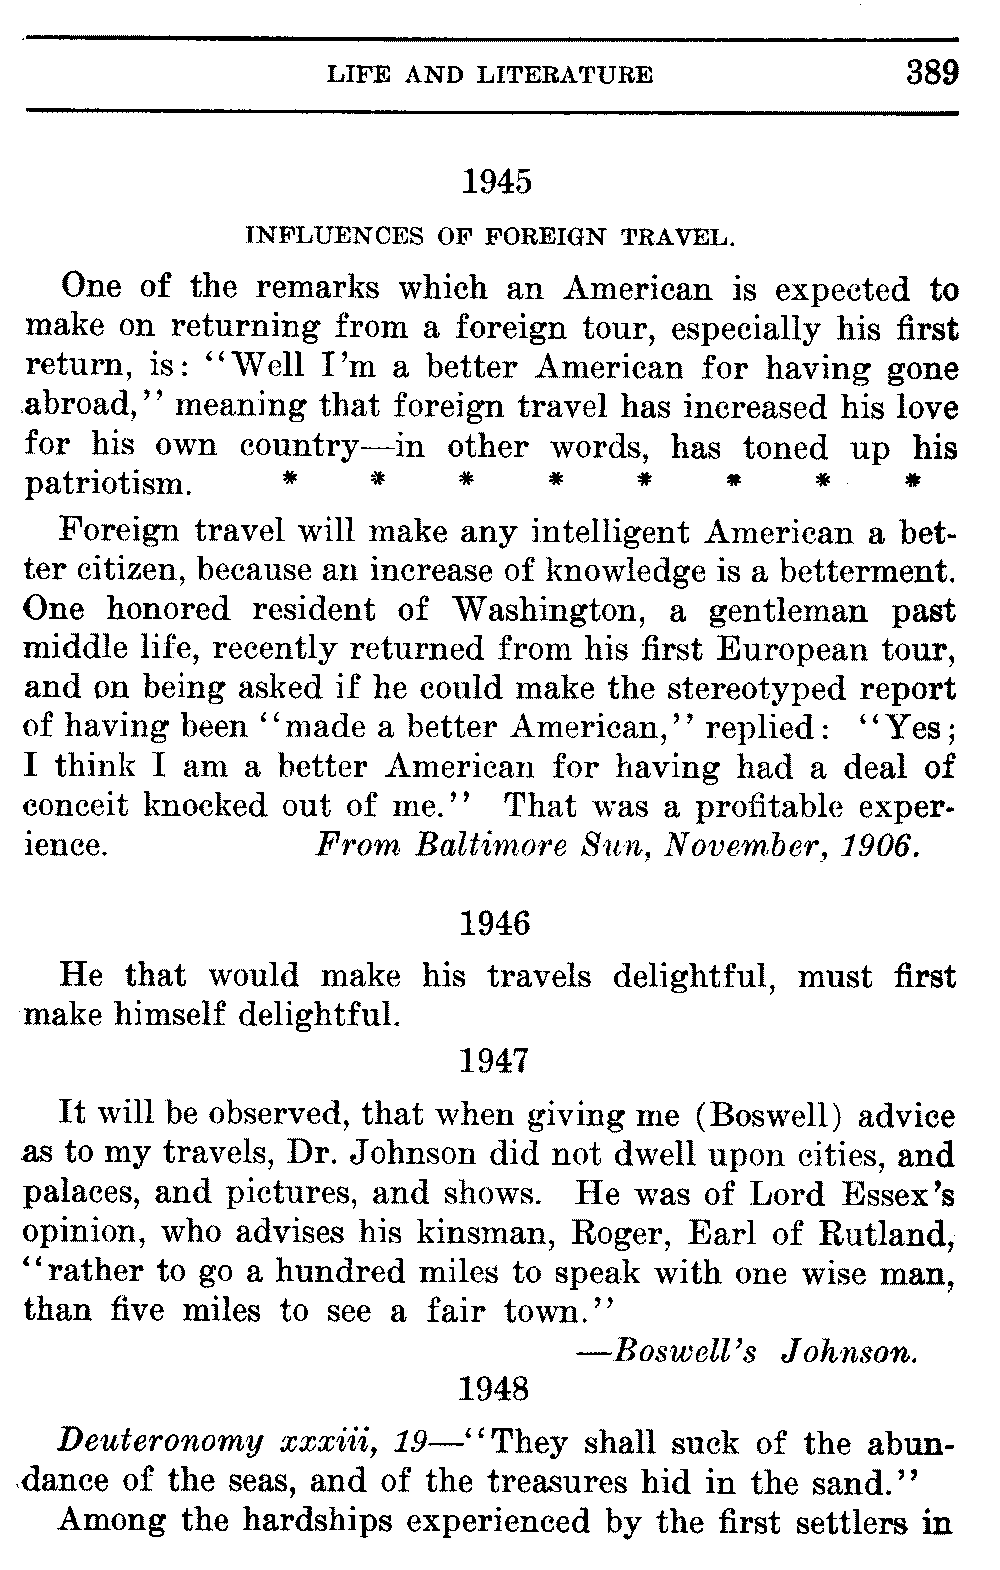 LIFE AND LITERATURE 389
1945
INFLUENCES OF FOREIGN TRAVEL.
One of the remarks which an American is expected to
make on returning from a foreign tour, especially his first
return, is: “Well I’m a better American for having gone
abroad,” meaning that foreign travel has increased his love
for his own country—in other words, has toned up his
patriotism. * * * * * * * *
Foreign travel will make any intelligent American a bet-
ter citizen, because an increase of knowledge is a betterment.
One honored resident of Washington, a gentleman past
middle life, recently returned from his first European tour,
and on being asked if he could make the stereotyped report
of having been “made a better American,” replied: “Yes;
I think I am a better American for having had a deal of
conceit knocked out of me.” That was a profitable exper-
ience. From Baltimore Sun, November, 1906.
1946
He that would make his travels delightful, must first
make himself delightful.
1947
It will be observed, that when giving me (Boswell) advice
as to my travels, Dr. Johnson did not dwell upon cities, and
palaces, and pictures, and shows. He was of Lord Essex’s
opinion, who advises his kinsman, Roger, Earl of Rutland,
“rather to go a hundred miles to speak with one wise man,
than five miles to see a fair town.”
—Boswell’s Johnson.
1948
Deuteronomy xxxiii, 19—“They shall suck of the abun-
dance of the seas, and of the treasures hid in the sand.”
Among the hardships experienced by the first settlers in